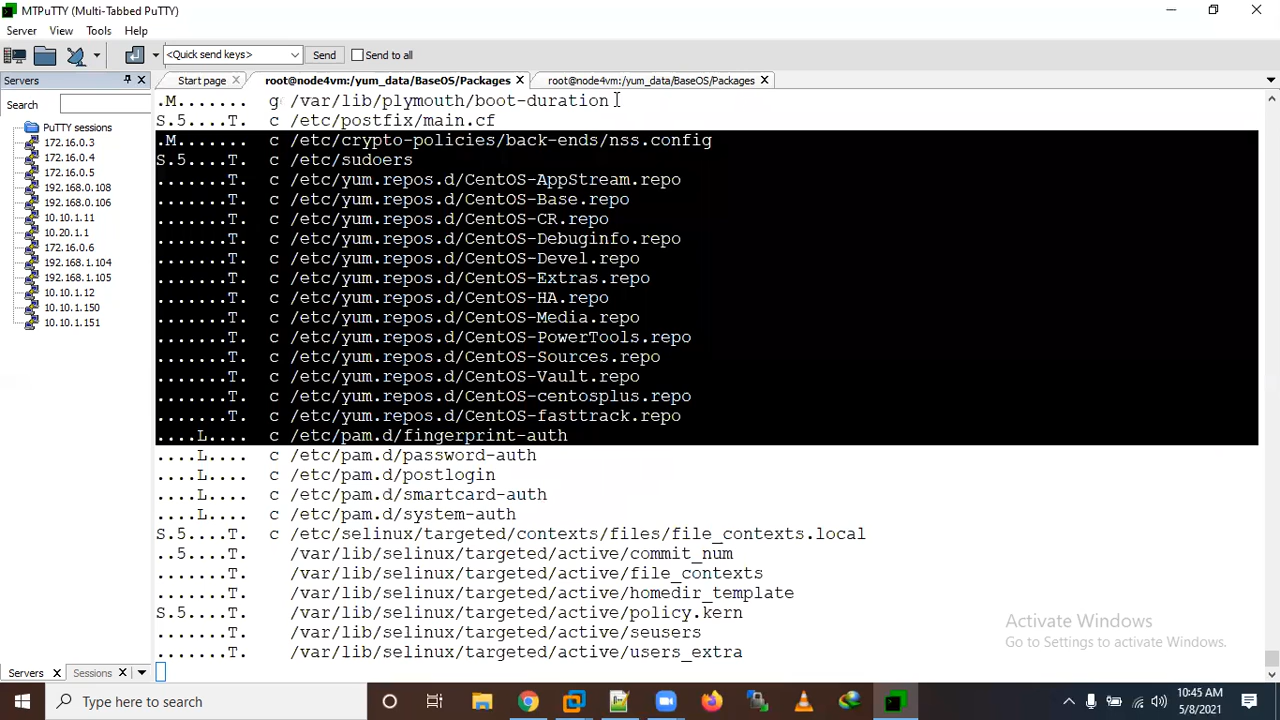 MTPuTTY (Multi-Tabbed PuTTY)
Server View Tools Help
<Quick send keys> Send Send to all
Servers
Start page
root@node4vm:/yum_data/BaseOS/Packages
root@node4vm:/yum_data/BaseOS/Packages
Search
PuTTY sessions
172.16.0.3
172.16.0.4
172.16.0.5
192.168.0.108
192.168.0.106
10.10.1.11
10.20.1.1
172.16.0.6
192.168.1.104
192.168.1.105
10.10.1.12
10.10.1.150
10.10.1.151
.M....... g /var/lib/plymouth/boot-duration
S.5....T. c /etc/postfix/main.cf
.M....... c /etc/crypto-policies/back-ends/nss.config
S.5....T. c /etc/sudoers
.......T. c /etc/yum.repos.d/CentOS-AppStream.repo
.......T. c /etc/yum.repos.d/CentOS-Base.repo
.......T. c /etc/yum.repos.d/CentOS-CR.repo
.......T. c /etc/yum.repos.d/CentOS-Debuginfo.repo
.......T. c /etc/yum.repos.d/CentOS-Devel.repo
.......T. c /etc/yum.repos.d/CentOS-Extras.repo
.......T. c /etc/yum.repos.d/CentOS-HA.repo
.......T. c /etc/yum.repos.d/CentOS-Media.repo
.......T. c /etc/yum.repos.d/CentOS-PowerTools.repo
.......T. c /etc/yum.repos.d/CentOS-Sources.repo
.......T. c /etc/yum.repos.d/CentOS-Vault.repo
.......T. c /etc/yum.repos.d/CentOS-centosplus.repo
.......T. c /etc/yum.repos.d/CentOS-fasttrack.repo
....L.... c /etc/pam.d/fingerprint-auth
....L.... c /etc/pam.d/password-auth
....L.... c /etc/pam.d/postlogin
....L.... c /etc/pam.d/smartcard-auth
....L.... c /etc/pam.d/system-auth
S.5....T. c /etc/selinux/targeted/contexts/files/file_contexts.local
..5....T. /var/lib/selinux/targeted/active/commit_num
.......T. /var/lib/selinux/targeted/active/file_contexts
.......T. /var/lib/selinux/targeted/active/homedir_template
S.5....T. /var/lib/selinux/targeted/active/policy.kern
.......T. /var/lib/selinux/targeted/active/seusers
.......T. /var/lib/selinux/targeted/active/users_extra
Activate Windows
Go to Settings to activate Windows.
Servers Sessions
Type here to search
10:45 AM
5/8/2021